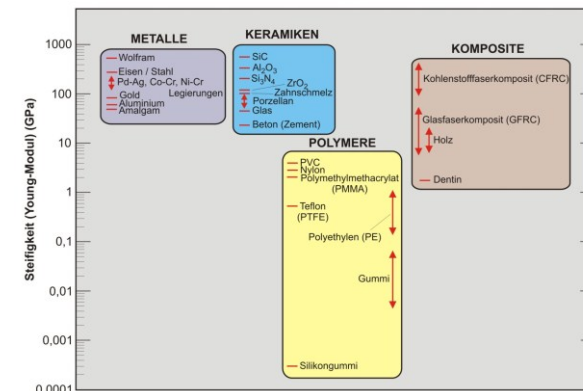 METALLE
KERAMIKEN
KOMPOSITE
POLYMERE
Steifigkeit (Young-Modul) (GPa)
1000
100
10
1
0,1
0,01
0,001
0,0001
Wolfram
Eisen / Stahl
Pd-Ag, Co-Cr, Ni-Cr
Legierungen
Gold
Aluminium
Amalgam
SiC
Al2O3
Si3N4
ZrO2
Zahnschmelz
Porzellan
Glas
Beton (Zement)
Kohlenstofffaserkomposit (CFRC)
Glasfaserkomposit (GFRC)
Holz
Dentin
PVC
Nylon
Polymethylmethacrylat
(PMMA)
Teflon
(PTFE)
Polyethylen (PE)
Gummi
Silikongummi